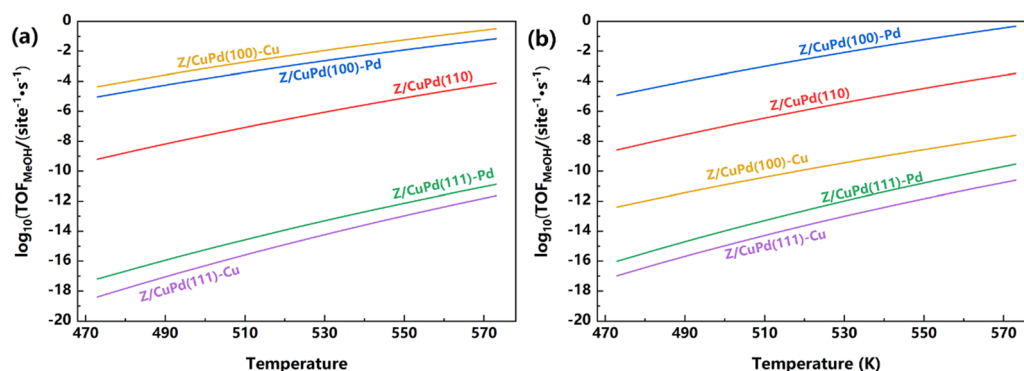 (a)
log10(TOFMeOH/(site-1•s-1)
0
-2
-4
-6
-8
-10
-12
-14
-16
-18
-20
Z/CuPd(100)-Cu
Z/CuPd(100)-Pd
Z/CuPd(110)
Z/CuPd(111)-Pd
Z/CuPd(111)-Cu
470 490 510 530 550 570
Temperature
(b)
log10(TOFMeOH/(site-1•s-1)
0
-2
-4
-6
-8
-10
-12
-14
-16
-18
-20
Z/CuPd(100)-Pd
Z/CuPd(110)
Z/CuPd(100)-Cu
Z/CuPd(111)-Pd
Z/CuPd(111)-Cu
470 490 510 530 550 570
Temperature (K)